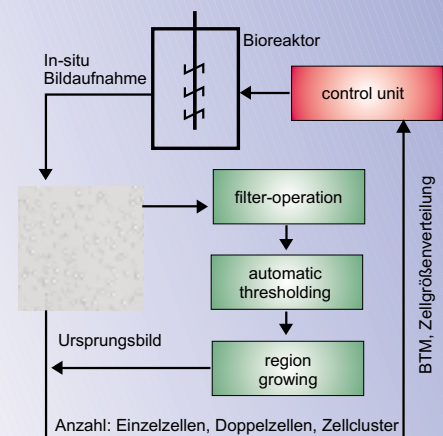 Bioreaktor
In-situ
Bildaufnahme
control unit
filter-operation
automatic
thresholding
Ursprungsbild
region
growing
BTM, Zellgrößenverteilung
Anzahl: Einzelzellen, Doppelzellen, Zellcluster